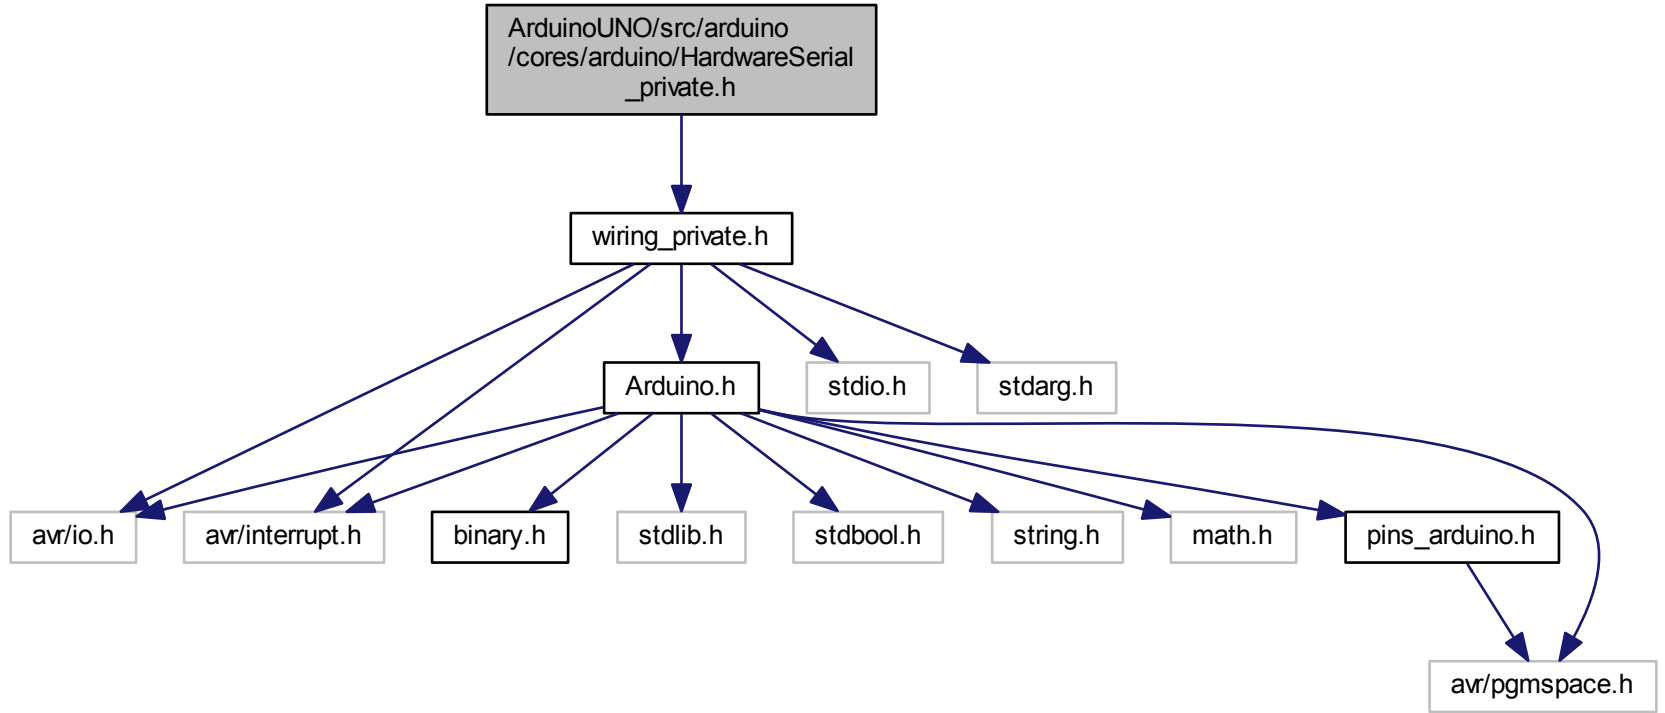 ArduinoUNO/src/arduino
/cores/arduino/HardwareSerial
_private.h
wiring_private.h
Arduino.h
stdio.h
stdarg.h
avr/io.h
avr/interrupt.h
binary.h
stdlib.h
stdbool.h
string.h
math.h
pins_arduino.h
avr/pgmspace.h